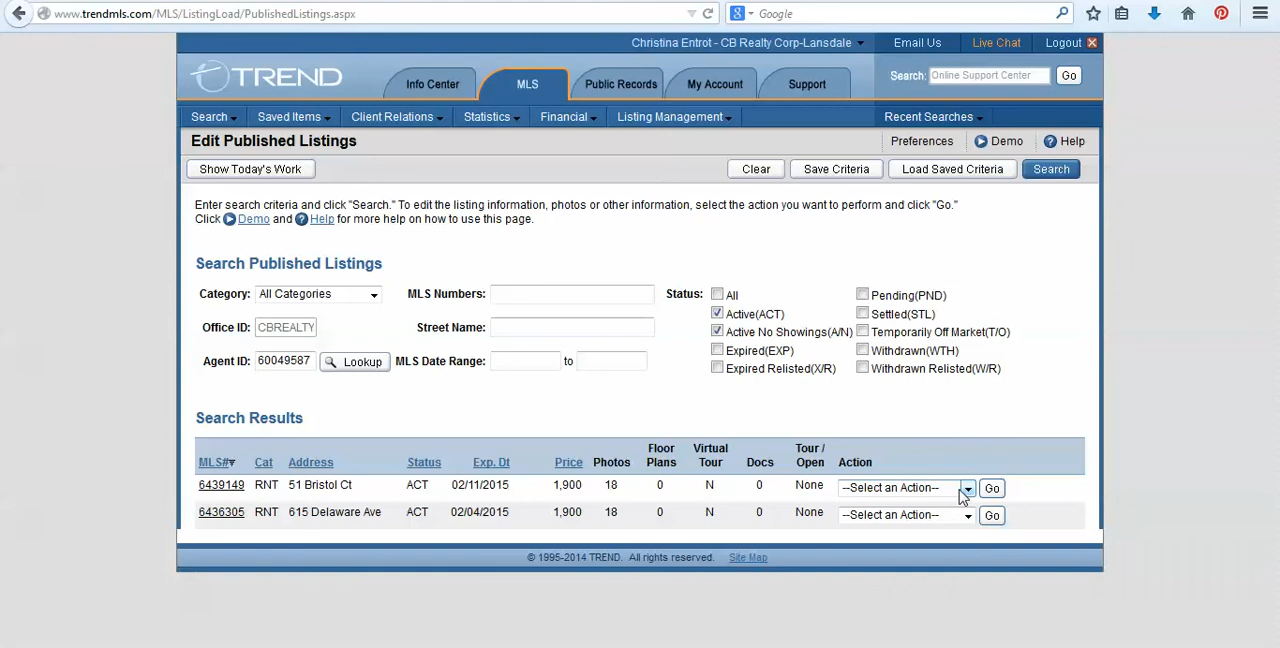 www.trendmls.com/MLS/ListingLoad/PublishedListings.aspx
Google
Christina Entrot - CB Realty Corp-Lansdale
Email Us
Live Chat
Logout
TREND
Info Center
MLS
Public Records
My Account
Support
Search:
Online Support Center
Go
Search
Saved Items
Client Relations
Statistics
Financial
Listing Management
Recent Searches
Edit Published Listings
Preferences
Demo
Help
Show Today's Work
Clear
Save Criteria
Load Saved Criteria
Search
Enter search criteria and click "Search." To edit the listing information, photos or other information, select the action you want to perform and click "Go."
Click Demo and Help for more help on how to use this page.
Search Published Listings
Category: All Categories
MLS Numbers:
Status:
All
Pending(PND)
Active(ACT)
Settled(STL)
Office ID: CBREALTY
Street Name:
Active No Showings(A/N)
Temporarily Off Market(T/O)
Expired(EXP)
Withdrawn(WTH)
Agent ID: 60049587 Lookup
MLS Date Range: to
Expired Relisted(X/R)
Withdrawn Relisted(W/R)
Search Results
MLS# Cat Address Status Exp. Dt Price Photos Floor Plans Virtual Tour Docs Tour / Open Action
6439149 RNT 51 Bristol Ct ACT 02/11/2015 1,900 18 0 N 0 None --Select an Action-- Go
6436305 RNT 615 Delaware Ave ACT 02/04/2015 1,900 18 0 N 0 None --Select an Action-- Go
© 1995-2014 TREND. All rights reserved. Site Map